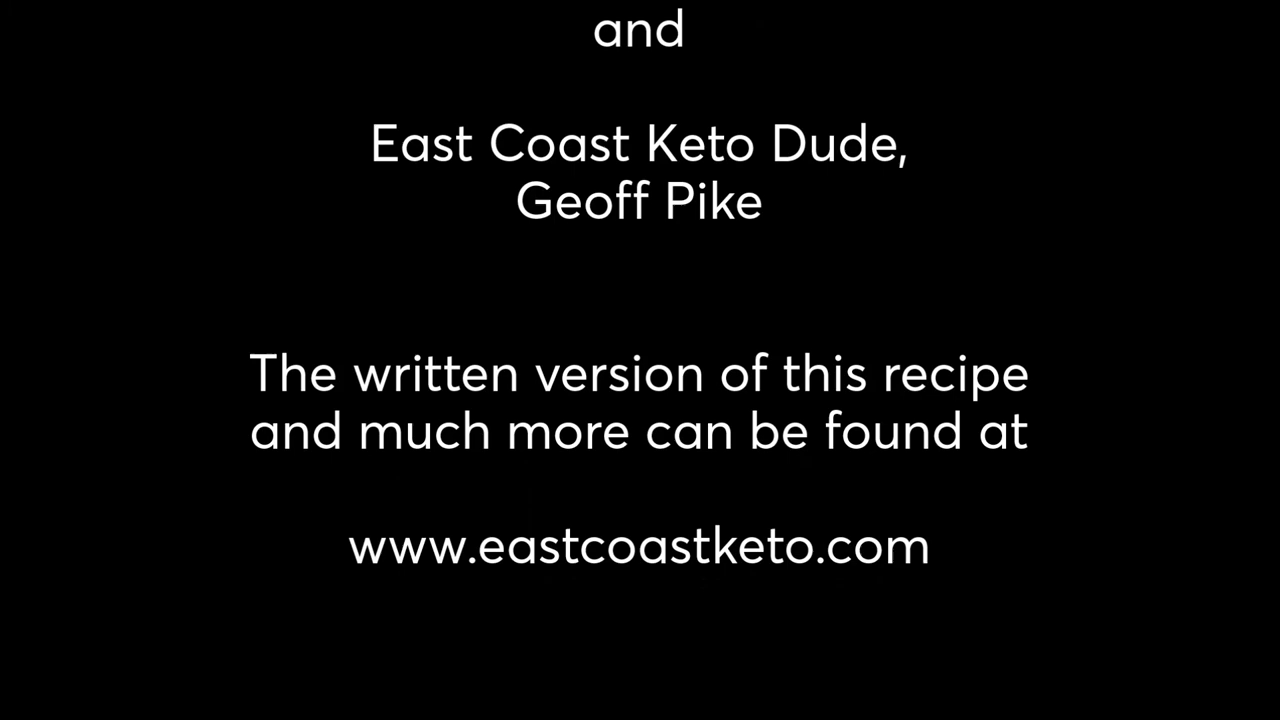 and
East Coast Keto Dude,
Geoff Pike
The written version of this recipe
and much more can be found at
www.eastcoastketo.com